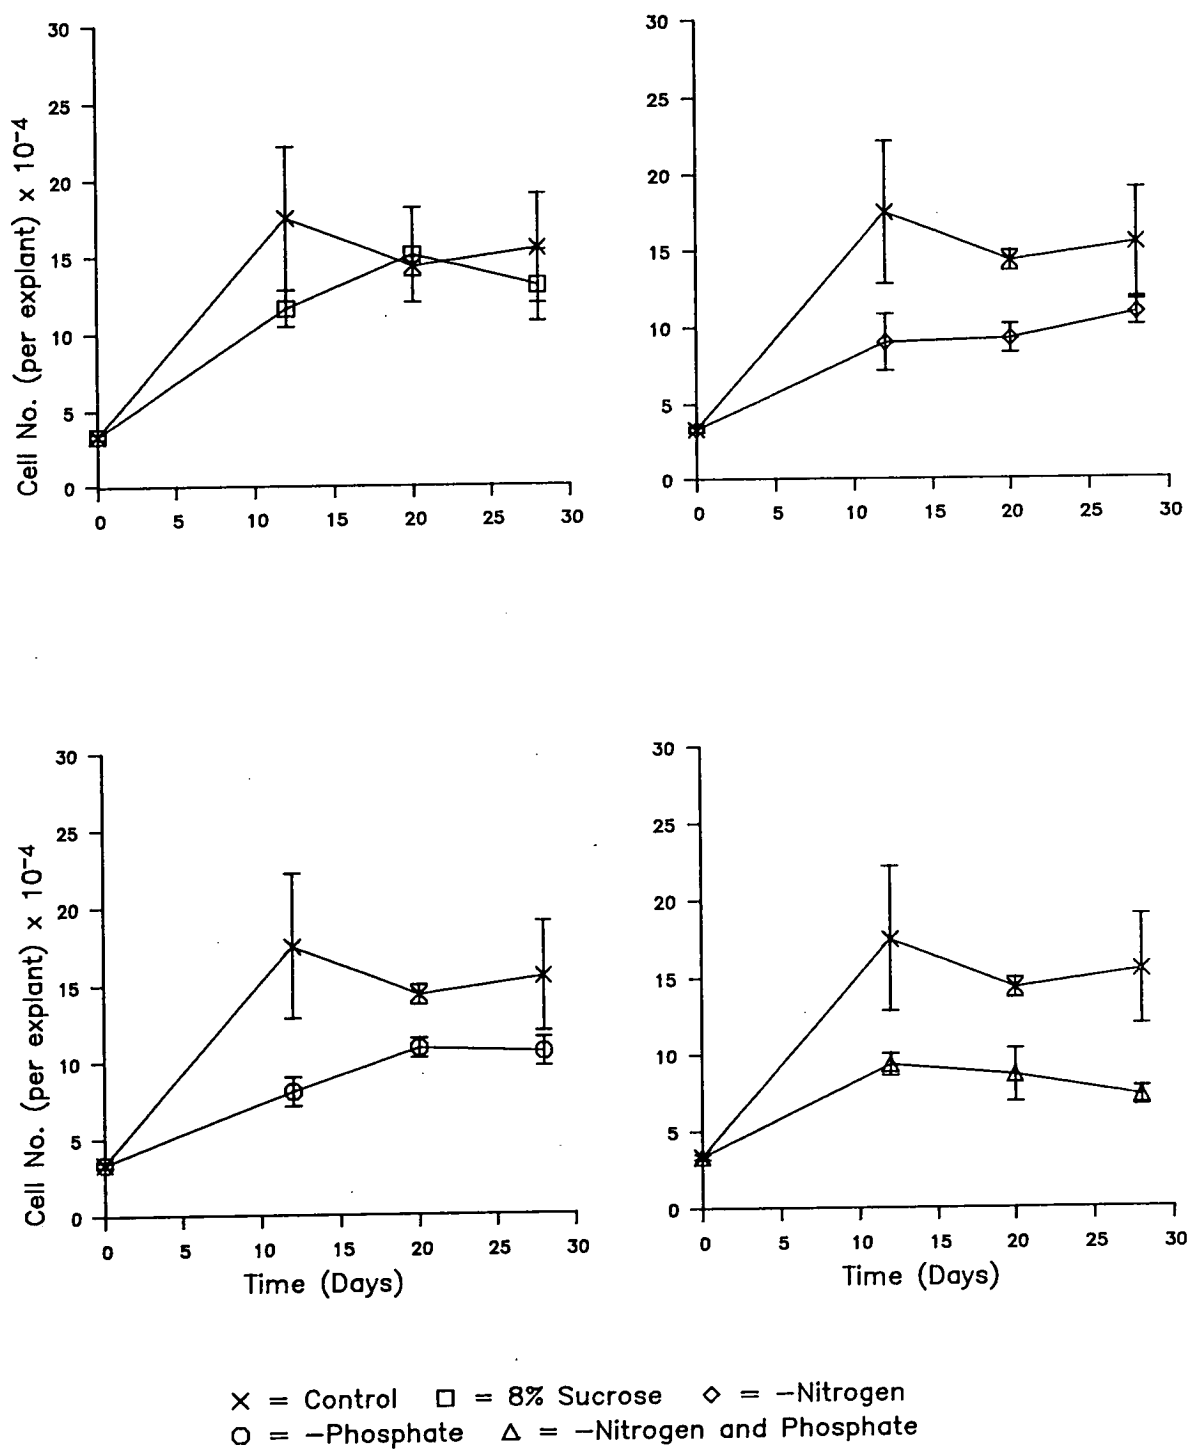 30
25
20
15
10
5
0
Cell No. (per explant) x 10⁻⁴
0 5 10 15 20 25 30
30
25
20
15
10
5
0
0 5 10 15 20 25 30
30
25
20
15
10
5
0
Cell No. (per explant) x 10⁻⁴
0 5 10 15 20 25 30
Time (Days)
30
25
20
15
10
5
0
0 5 10 15 20 25 30
Time (Days)
× = Control □ = 8% Sucrose ◇ = −Nitrogen
○ = −Phosphate △ = −Nitrogen and Phosphate